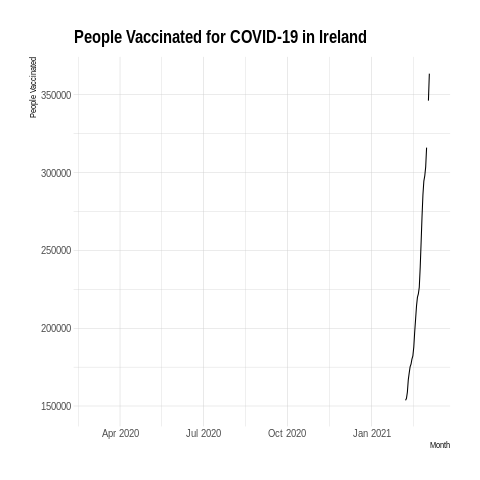 People Vaccinated for COVID-19 in Ireland
People Vaccinated
350000
300000
250000
200000
150000
Apr 2020
Jul 2020
Oct 2020
Jan 2021
Month